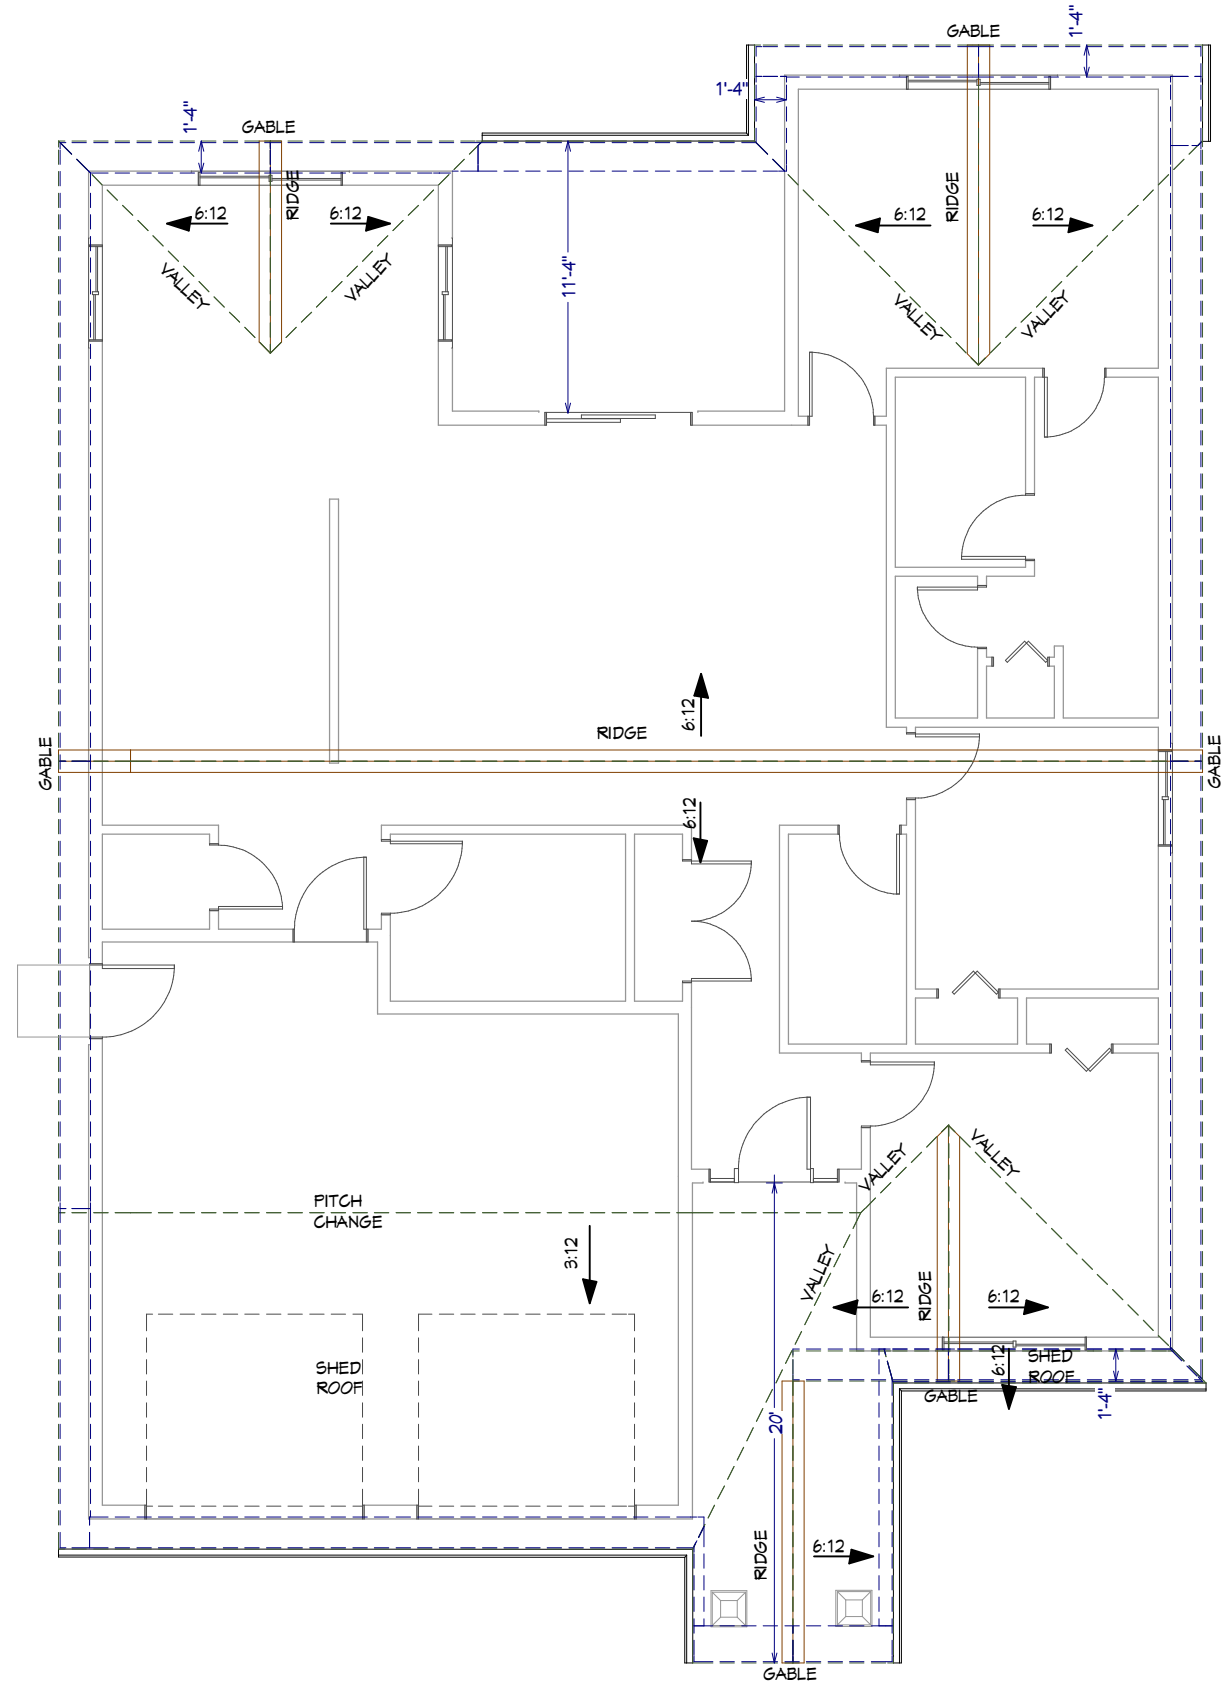 1'-4"
GABLE
1'-4"
1'-4"
GABLE
RIDGE
RIDGE
6:12
6:12
6:12
6:12
VALLEY
VALLEY
11'-4"
VALLEY
VALLEY
6:12
RIDGE
GABLE
GABLE
6:12
VALLEY
VALLEY
PITCH
CHANGE
3:12
VALLEY
6:12
RIDGE
6:12
SHED
ROOF
6:12
SHED
ROOF
GABLE
1'-4"
20'
RIDGE
6:12
GABLE